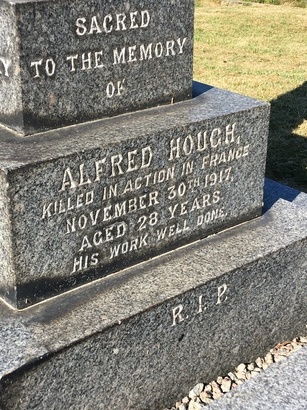 SACRED
Y TO THE MEMORY
OF
ALFRED HOUGH,
KILLED IN ACTION IN FRANCE
NOVEMBER 30TH 1917,
AGED 28 YEARS.
HIS WORK WELL DONE.
R.I.P.